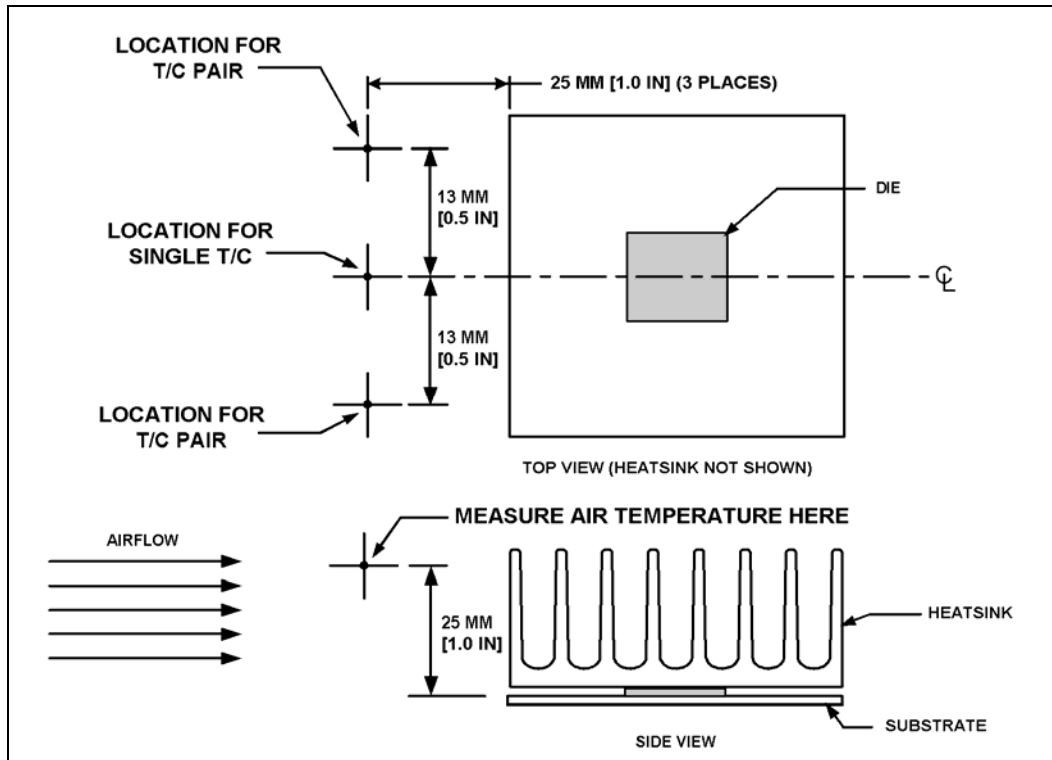 LOCATION FOR
T/C PAIR
25 MM [1.0 IN] (3 PLACES)
13 MM
[0.5 IN]
DIE
LOCATION FOR
SINGLE T/C
℄
13 MM
[0.5 IN]
LOCATION FOR
T/C PAIR
TOP VIEW (HEATSINK NOT SHOWN)
MEASURE AIR TEMPERATURE HERE
AIRFLOW
25 MM
[1.0 IN]
HEATSINK
SUBSTRATE
SIDE VIEW